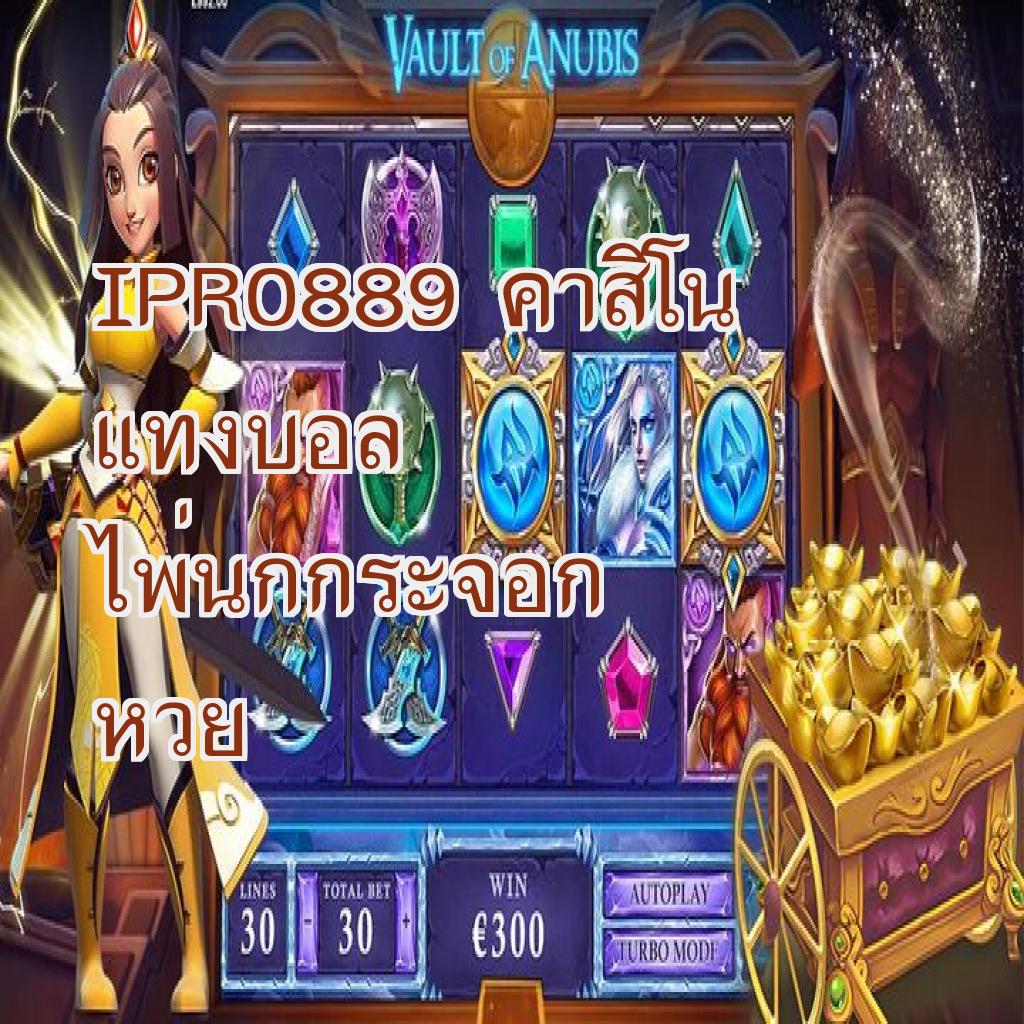 VAULT OF ANUBIS
IPRO889 คาสิโน
แทงบอล
ไพ่นกกระจอก
หวย
LINES
30
TOTAL BET
- 30 +
WIN
€300
AUTOPLAY
TURBO MODE